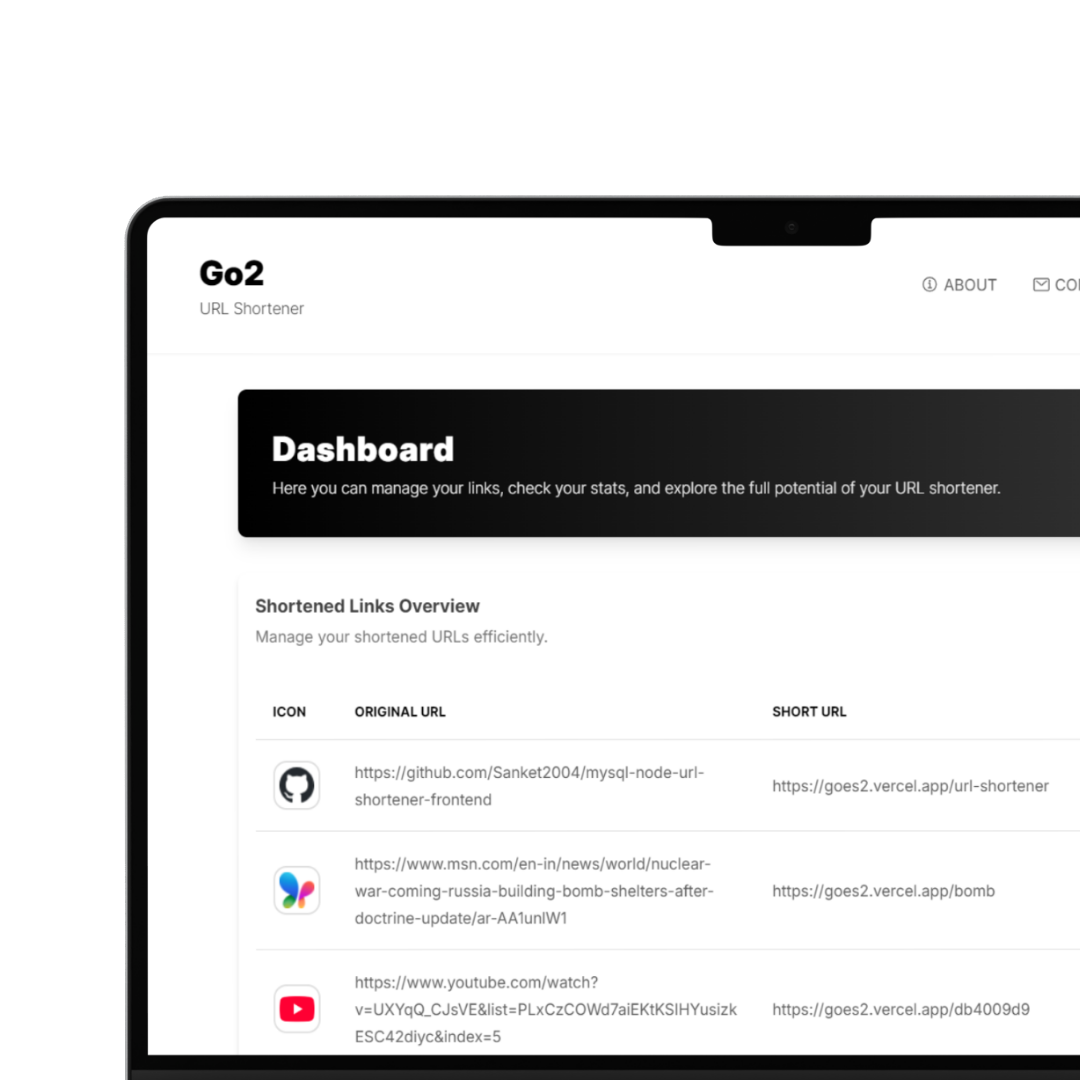 Go2
URL Shortener
ABOUT
Dashboard
Here you can manage your links, check your stats, and explore the full potential of your URL shortener.
Shortened Links Overview
Manage your shortened URLs efficiently.
ICON ORIGINAL URL SHORT URL
https://github.com/Sanket2004/mysql-node-url-
shortener-frontend
https://goes2.vercel.app/url-shortener
https://www.msn.com/en-in/news/world/nuclear-
war-coming-russia-building-bomb-shelters-after-
doctrine-update/ar-AA1unlW1
https://goes2.vercel.app/bomb
https://www.youtube.com/watch?
v=UXYqQ_CJsVE&list=PLxCzCOWd7aiEKtKSIHYusizk
ESC42diyc&index=5
https://goes2.vercel.app/db4009d9